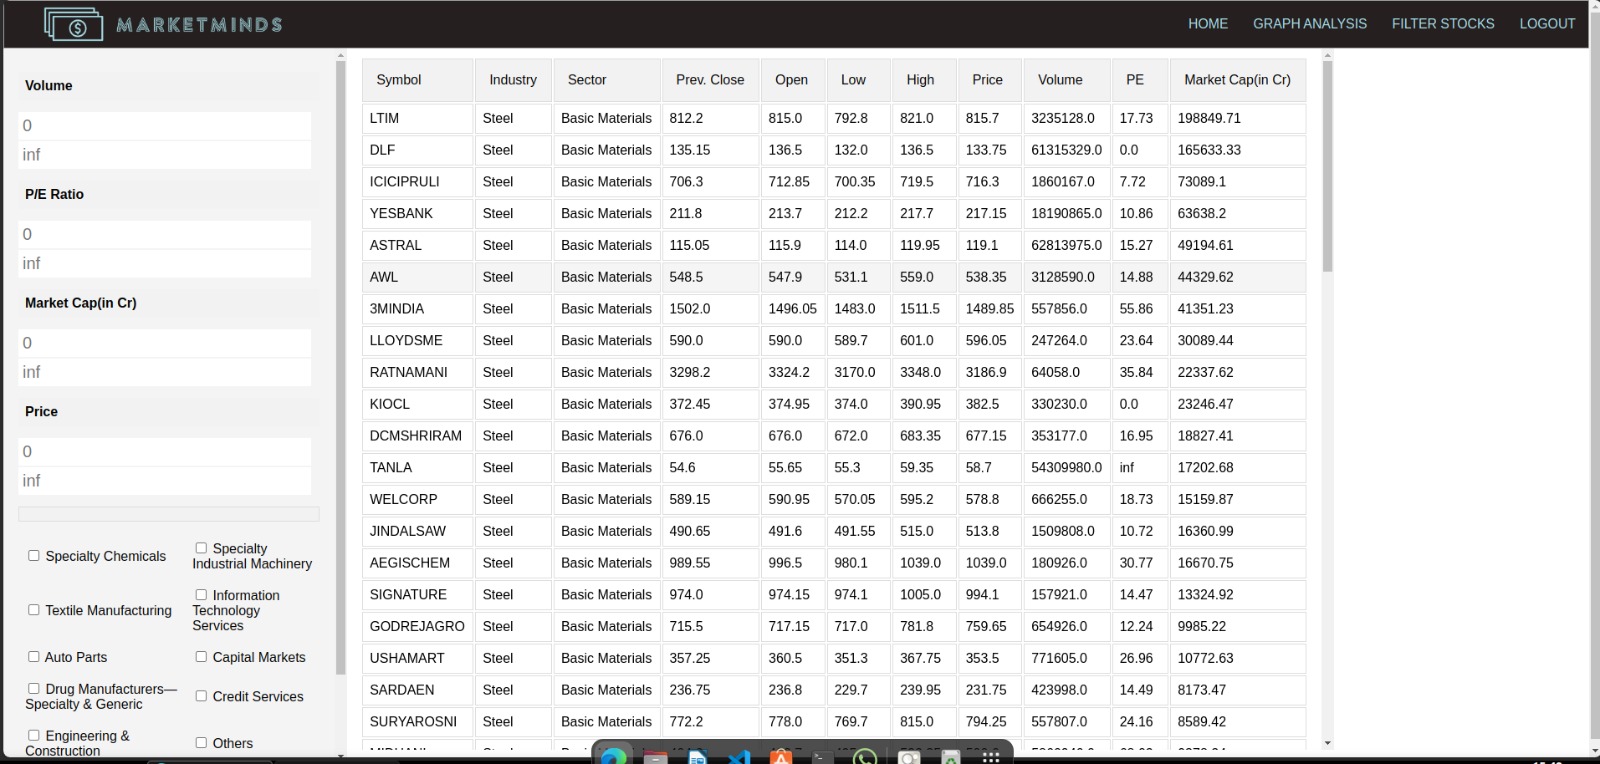 MARKETMINDS
HOME GRAPH ANALYSIS FILTER STOCKS LOGOUT
Volume
0
inf
P/E Ratio
0
inf
Market Cap(in Cr)
0
inf
Price
0
inf
Specialty Chemicals
Specialty
Industrial Machinery
Textile Manufacturing
Information
Technology
Services
Auto Parts
Capital Markets
Drug Manufacturers—
Specialty & Generic
Credit Services
Engineering &
Construction
Others
Symbol Industry Sector Prev. Close Open Low High Price Volume PE Market Cap(in Cr)
LTIM Steel Basic Materials 812.2 815.0 792.8 821.0 815.7 3235128.0 17.73 198849.71
DLF Steel Basic Materials 135.15 136.5 132.0 136.5 133.75 61315329.0 0.0 165633.33
ICICIPRULI Steel Basic Materials 706.3 712.85 700.35 719.5 716.3 1860167.0 7.72 73089.1
YESBANK Steel Basic Materials 211.8 213.7 212.2 217.7 217.15 18190865.0 10.86 63638.2
ASTRAL Steel Basic Materials 115.05 115.9 114.0 119.95 119.1 62813975.0 15.27 49194.61
AWL Steel Basic Materials 548.5 547.9 531.1 559.0 538.35 3128590.0 14.88 44329.62
3MINDIA Steel Basic Materials 1502.0 1496.05 1483.0 1511.5 1489.85 557856.0 55.86 41351.23
LLOYDSME Steel Basic Materials 590.0 590.0 589.7 601.0 596.05 247264.0 23.64 30089.44
RATNAMANI Steel Basic Materials 3298.2 3324.2 3170.0 3348.0 3186.9 64058.0 35.84 22337.62
KIOCL Steel Basic Materials 372.45 374.95 374.0 390.95 382.5 330230.0 0.0 23246.47
DCMSHRIRAM Steel Basic Materials 676.0 676.0 672.0 683.35 677.15 353177.0 16.95 18827.41
TANLA Steel Basic Materials 54.6 55.65 55.3 59.35 58.7 54309980.0 inf 17202.68
WELCORP Steel Basic Materials 589.15 590.95 570.05 595.2 578.8 666255.0 18.73 15159.87
JINDALSAW Steel Basic Materials 490.65 491.6 491.55 515.0 513.8 1509808.0 10.72 16360.99
AEGISCHEM Steel Basic Materials 989.55 996.5 980.1 1039.0 1039.0 180926.0 30.77 16670.75
SIGNATURE Steel Basic Materials 974.0 974.15 974.1 1005.0 994.1 157921.0 14.47 13324.92
GODREJAGRO Steel Basic Materials 715.5 717.15 717.0 781.8 759.65 654926.0 12.24 9985.22
USHAMART Steel Basic Materials 357.25 360.5 351.3 367.75 353.5 771605.0 26.96 10772.63
SARDAEN Steel Basic Materials 236.75 236.8 229.7 239.95 231.75 423998.0 14.49 8173.47
SURYAROSNI Steel Basic Materials 772.2 778.0 769.7 815.0 794.25 557807.0 24.16 8589.42